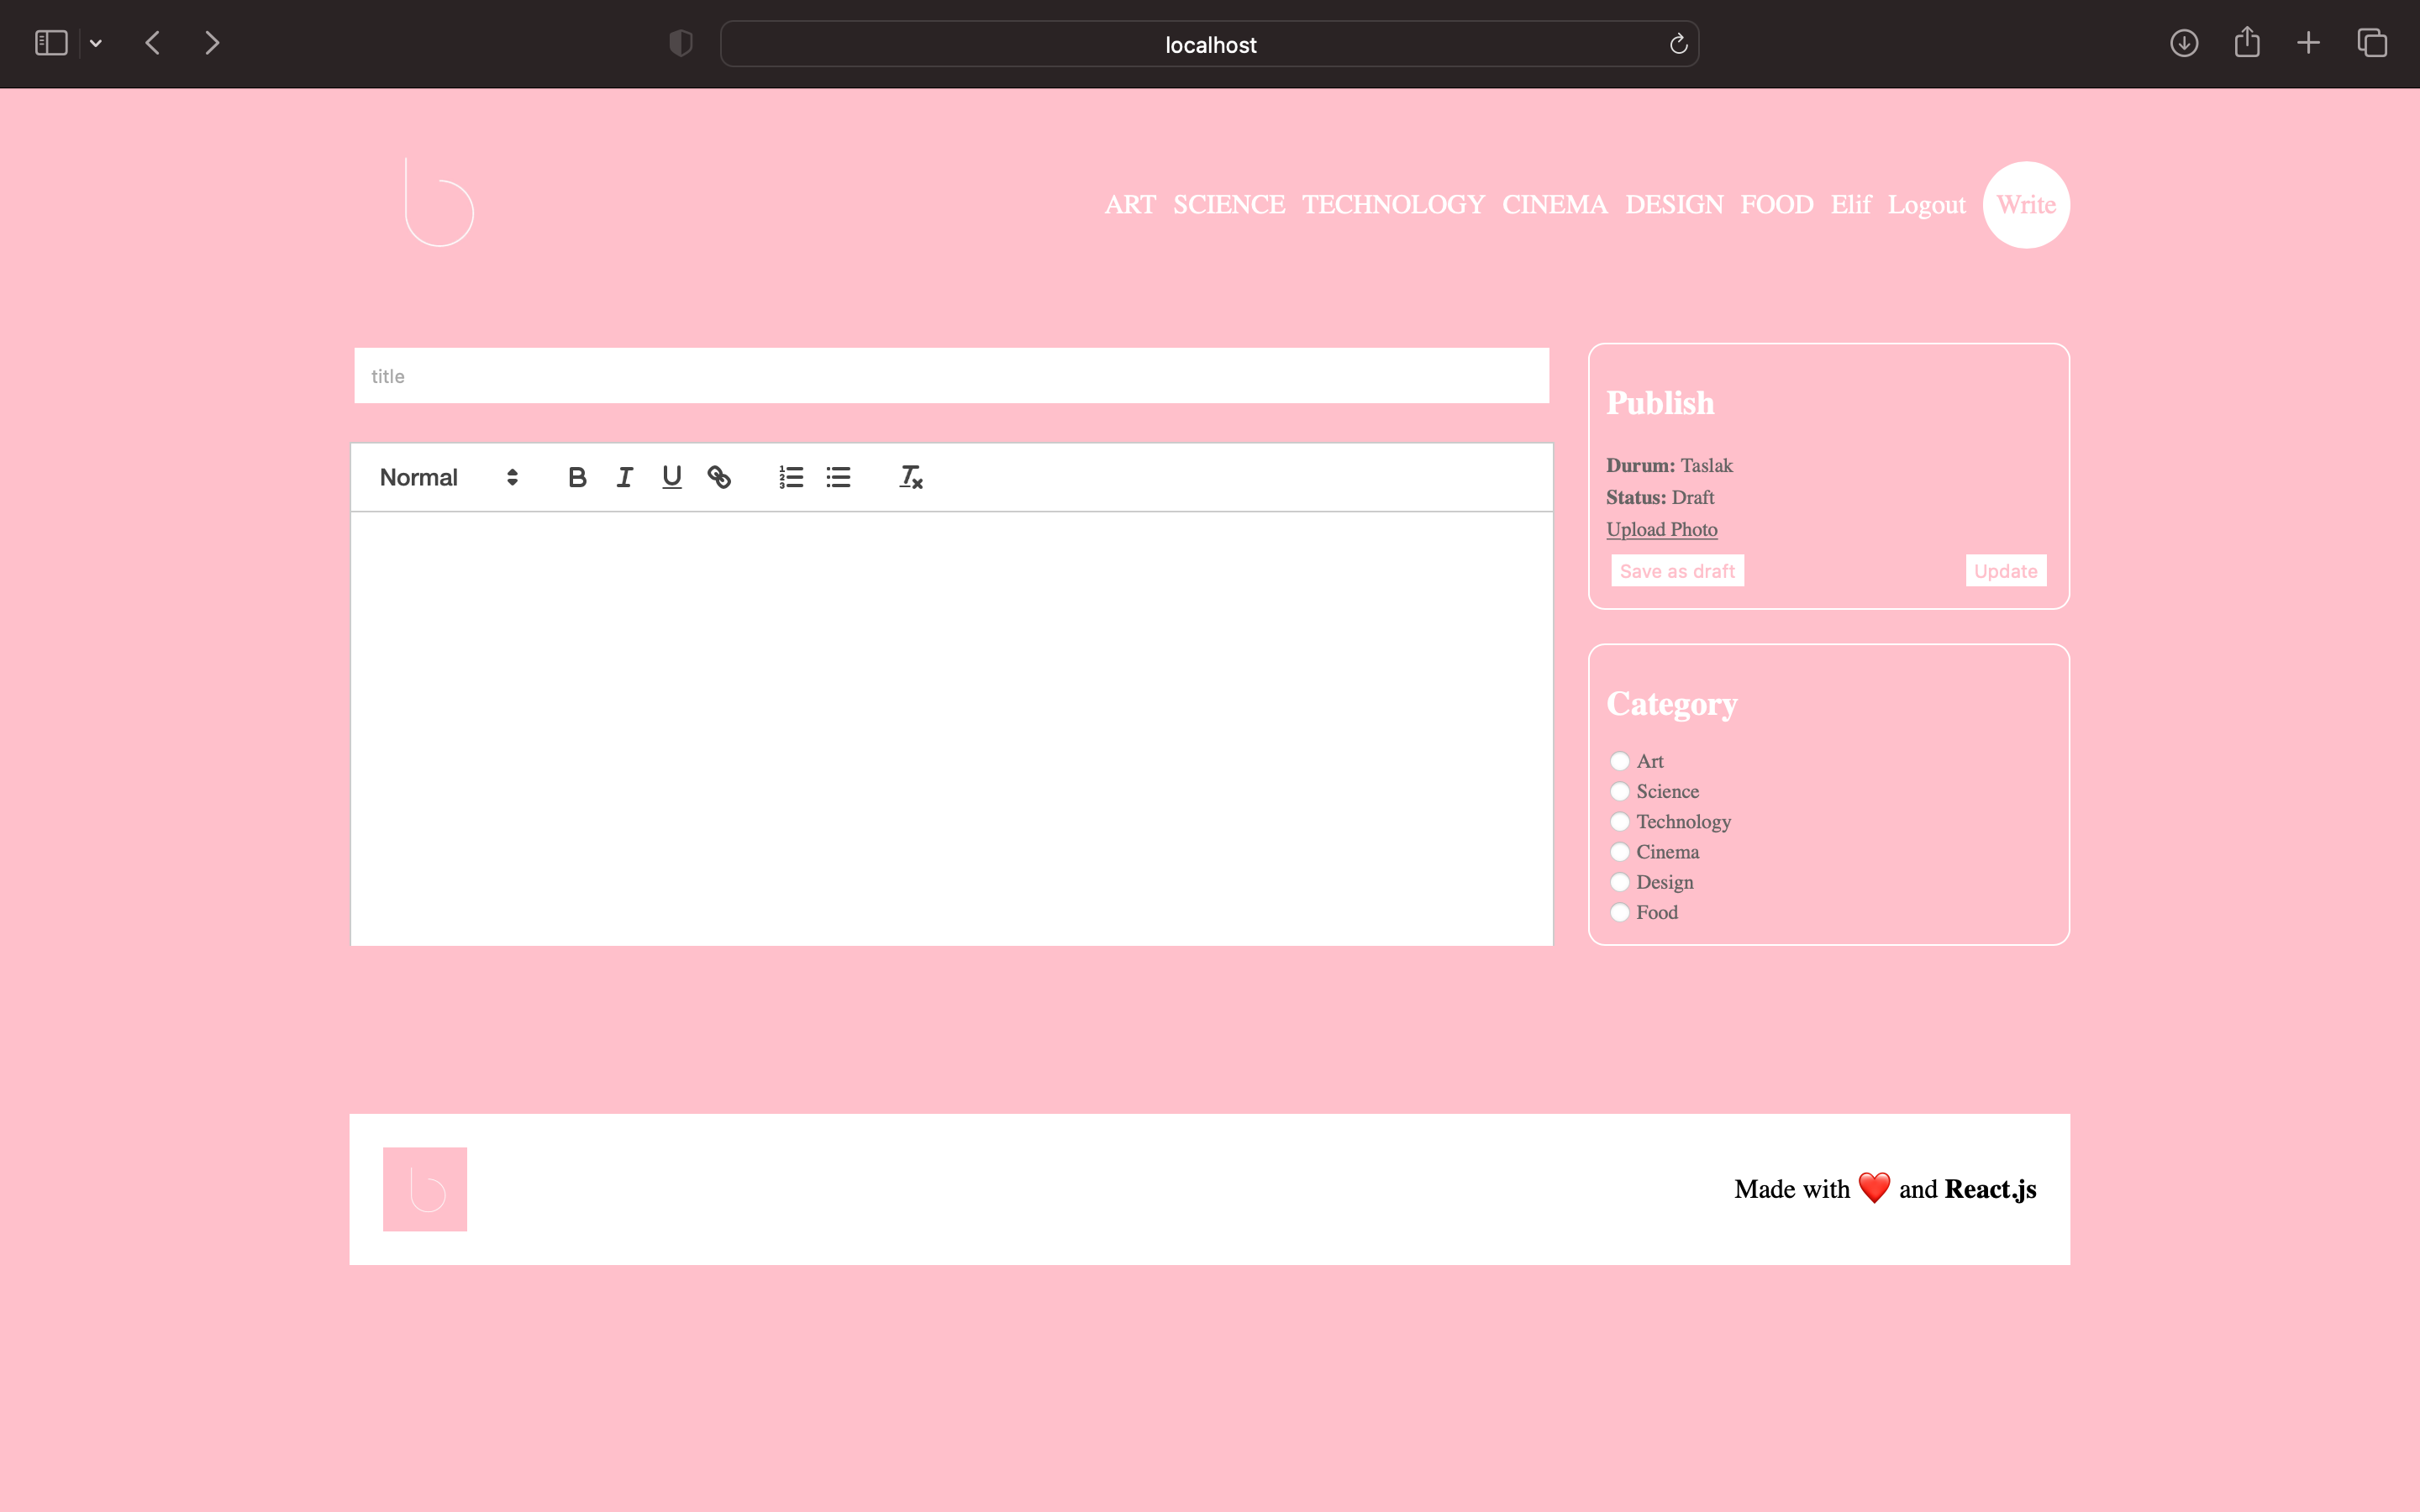 localhost
ART SCIENCE TECHNOLOGY CINEMA DESIGN FOOD Elif Logout Write
title
Normal
Publish
Durum: Taslak
Status: Draft
Upload Photo
Save as draft Update
Category
Art
Science
Technology
Cinema
Design
Food
Made with ❤️ and React.js